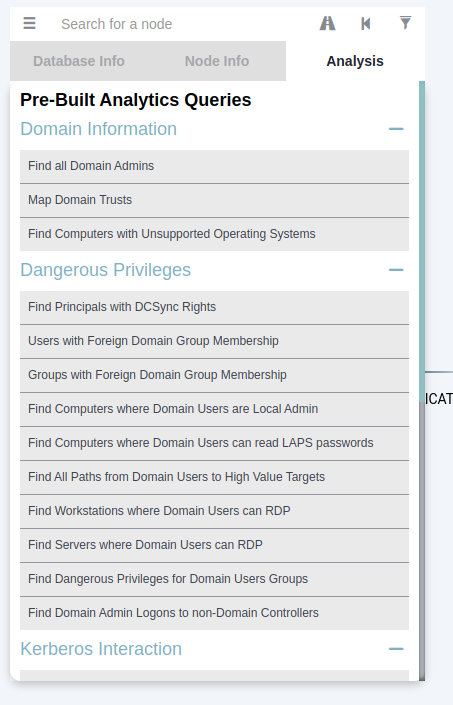 Search for a node
Database Info Node Info Analysis
Pre-Built Analytics Queries
Domain Information
Find all Domain Admins
Map Domain Trusts
Find Computers with Unsupported Operating Systems
Dangerous Privileges
Find Principals with DCSync Rights
Users with Foreign Domain Group Membership
Groups with Foreign Domain Group Membership
Find Computers where Domain Users are Local Admin
ICAT
Find Computers where Domain Users can read LAPS passwords
Find All Paths from Domain Users to High Value Targets
Find Workstations where Domain Users can RDP
Find Servers where Domain Users can RDP
Find Dangerous Privileges for Domain Users Groups
Find Domain Admin Logons to non-Domain Controllers
Kerberos Interaction